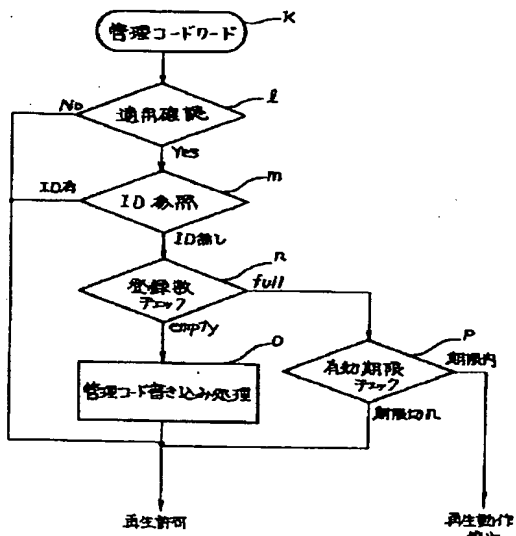 管理コードワード
K
適用確認
l
No
Yes
ID参照
m
ID有
ID無し
登録数
チェック
n
full
empty
管理コード書き込み処理
o
有効期限
チェック
P
期限内
期限切れ
再生許可
再生動作